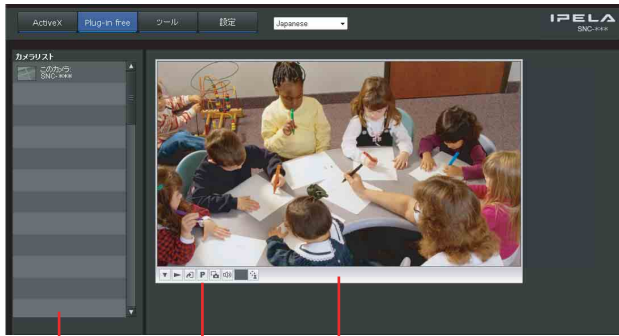 ActiveX
Plug-in free
ツール
設定
Japanese
IPELA
SNC-***
カメラリスト
このカメラ:
SNC-***
P